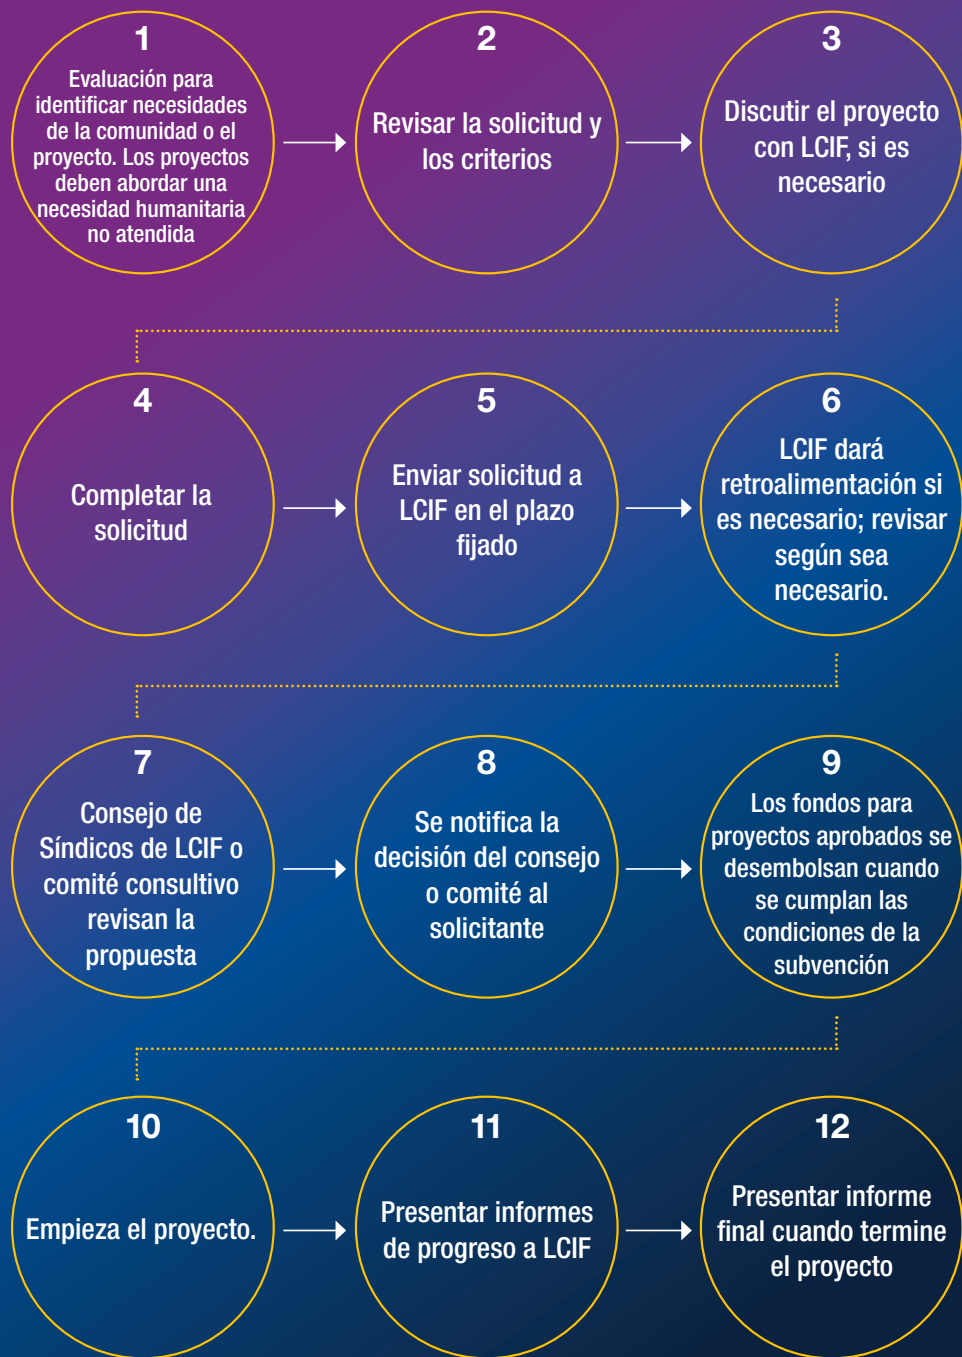 1
Evaluación para
identificar necesidades
de la comunidad o el
proyecto. Los proyectos
deben abordar una
necesidad humanitaria
no atendida
2
Revisar la solicitud y
los criterios
3
Discutir el proyecto
con LCIF, si es
necesario
4
Completar la
solicitud
5
Enviar solicitud a
LCIF en el plazo
fijado
6
LCIF dará
retroalimentación si
es necesario; revisar
según sea
necesario.
7
Consejo de
Síndicos de LCIF o
comité consultivo
revisan la
propuesta
8
Se notifica la
decisión del consejo
o comité al
solicitante
9
Los fondos para
proyectos aprobados se
desembolsan cuando
se cumplan las
condiciones de la
subvención
10
Empieza el proyecto.
11
Presentar informes
de progreso a LCIF
12
Presentar informe
final cuando termine
el proyecto